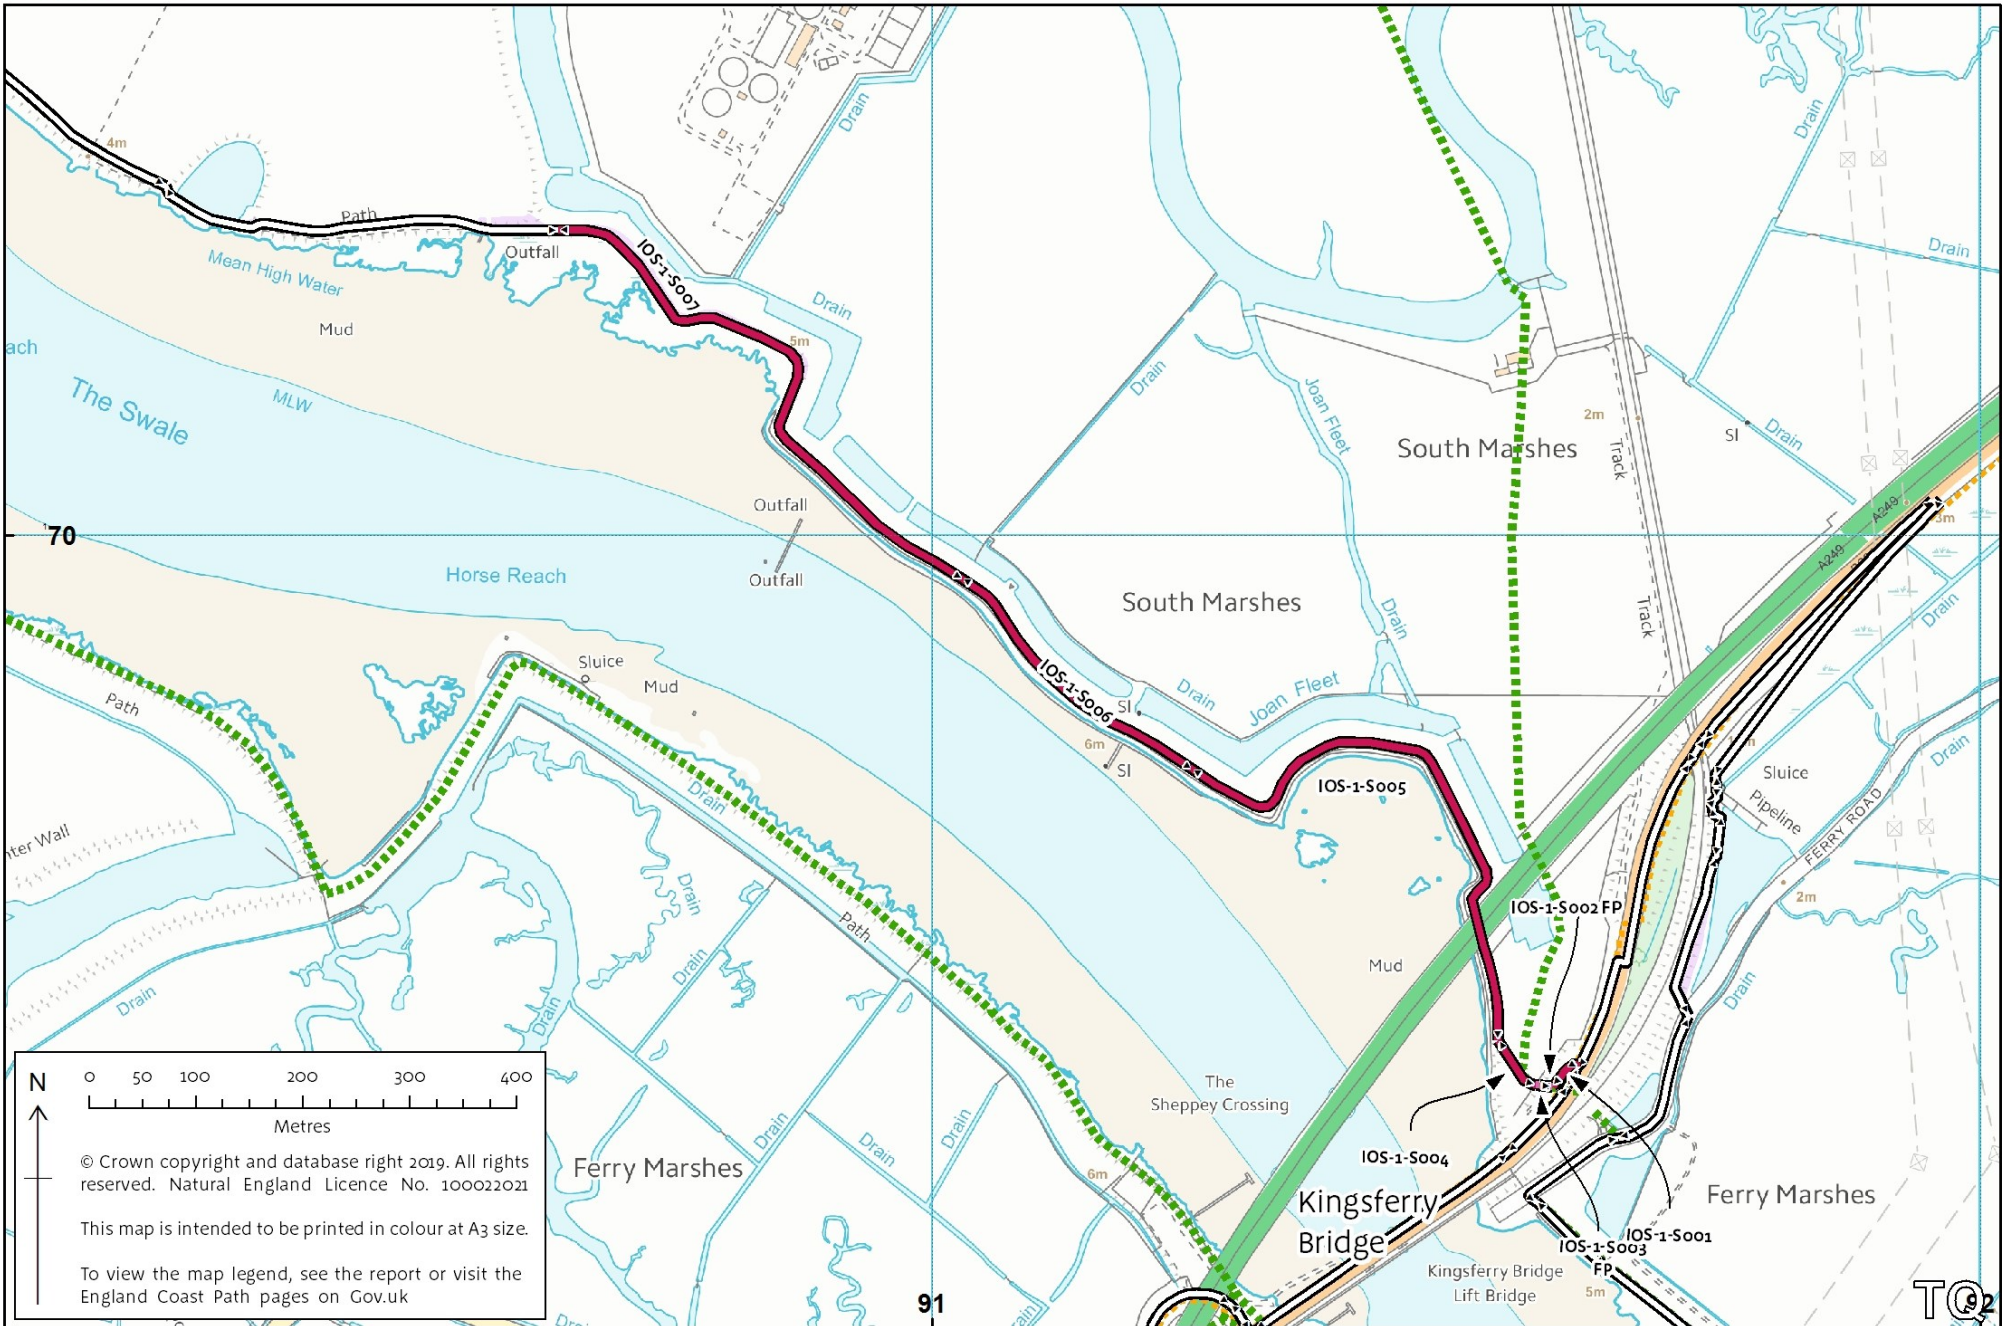 4m
Path
Outfall
Mean High Water
Mud
IOS-1-S007
Drain
Drain
5m
ach
MLW
The Swale
Drain
Drain
Drain
Joan Fleet
2m
South Marshes
Track
SI
Drain
Outfall
A249
3m
70
A249
Outfall
Horse Reach
South Marshes
Drain
Track
Drain
Sluice
Mud
IOS-1-S006
SI
Drain
Joan Fleet
Path
6m
SI
Drain
Sluice
Drain
IOS-1-S005
Pipeline
FERRY ROAD
nter Wall
Drain
2m
IOS-1-S002 FP
Path
Drain
Mud
Drain
Drain
Drain
N
0 50 100 200 300 400
Metres
© Crown copyright and database right 2019. All rights
reserved. Natural England Licence No. 100022021
This map is intended to be printed in colour at A3 size.
To view the map legend, see the report or visit the
England Coast Path pages on Gov.uk
The
Sheppey Crossing
Drain
Drain
Drain
Ferry Marshes
6m
IOS-1-S004
Kingsferry
Bridge
Ferry Marshes
IOS-1-S001
IOS-1-S003
FP
Kingsferry Bridge
Lift Bridge
5m
91
TQ
92